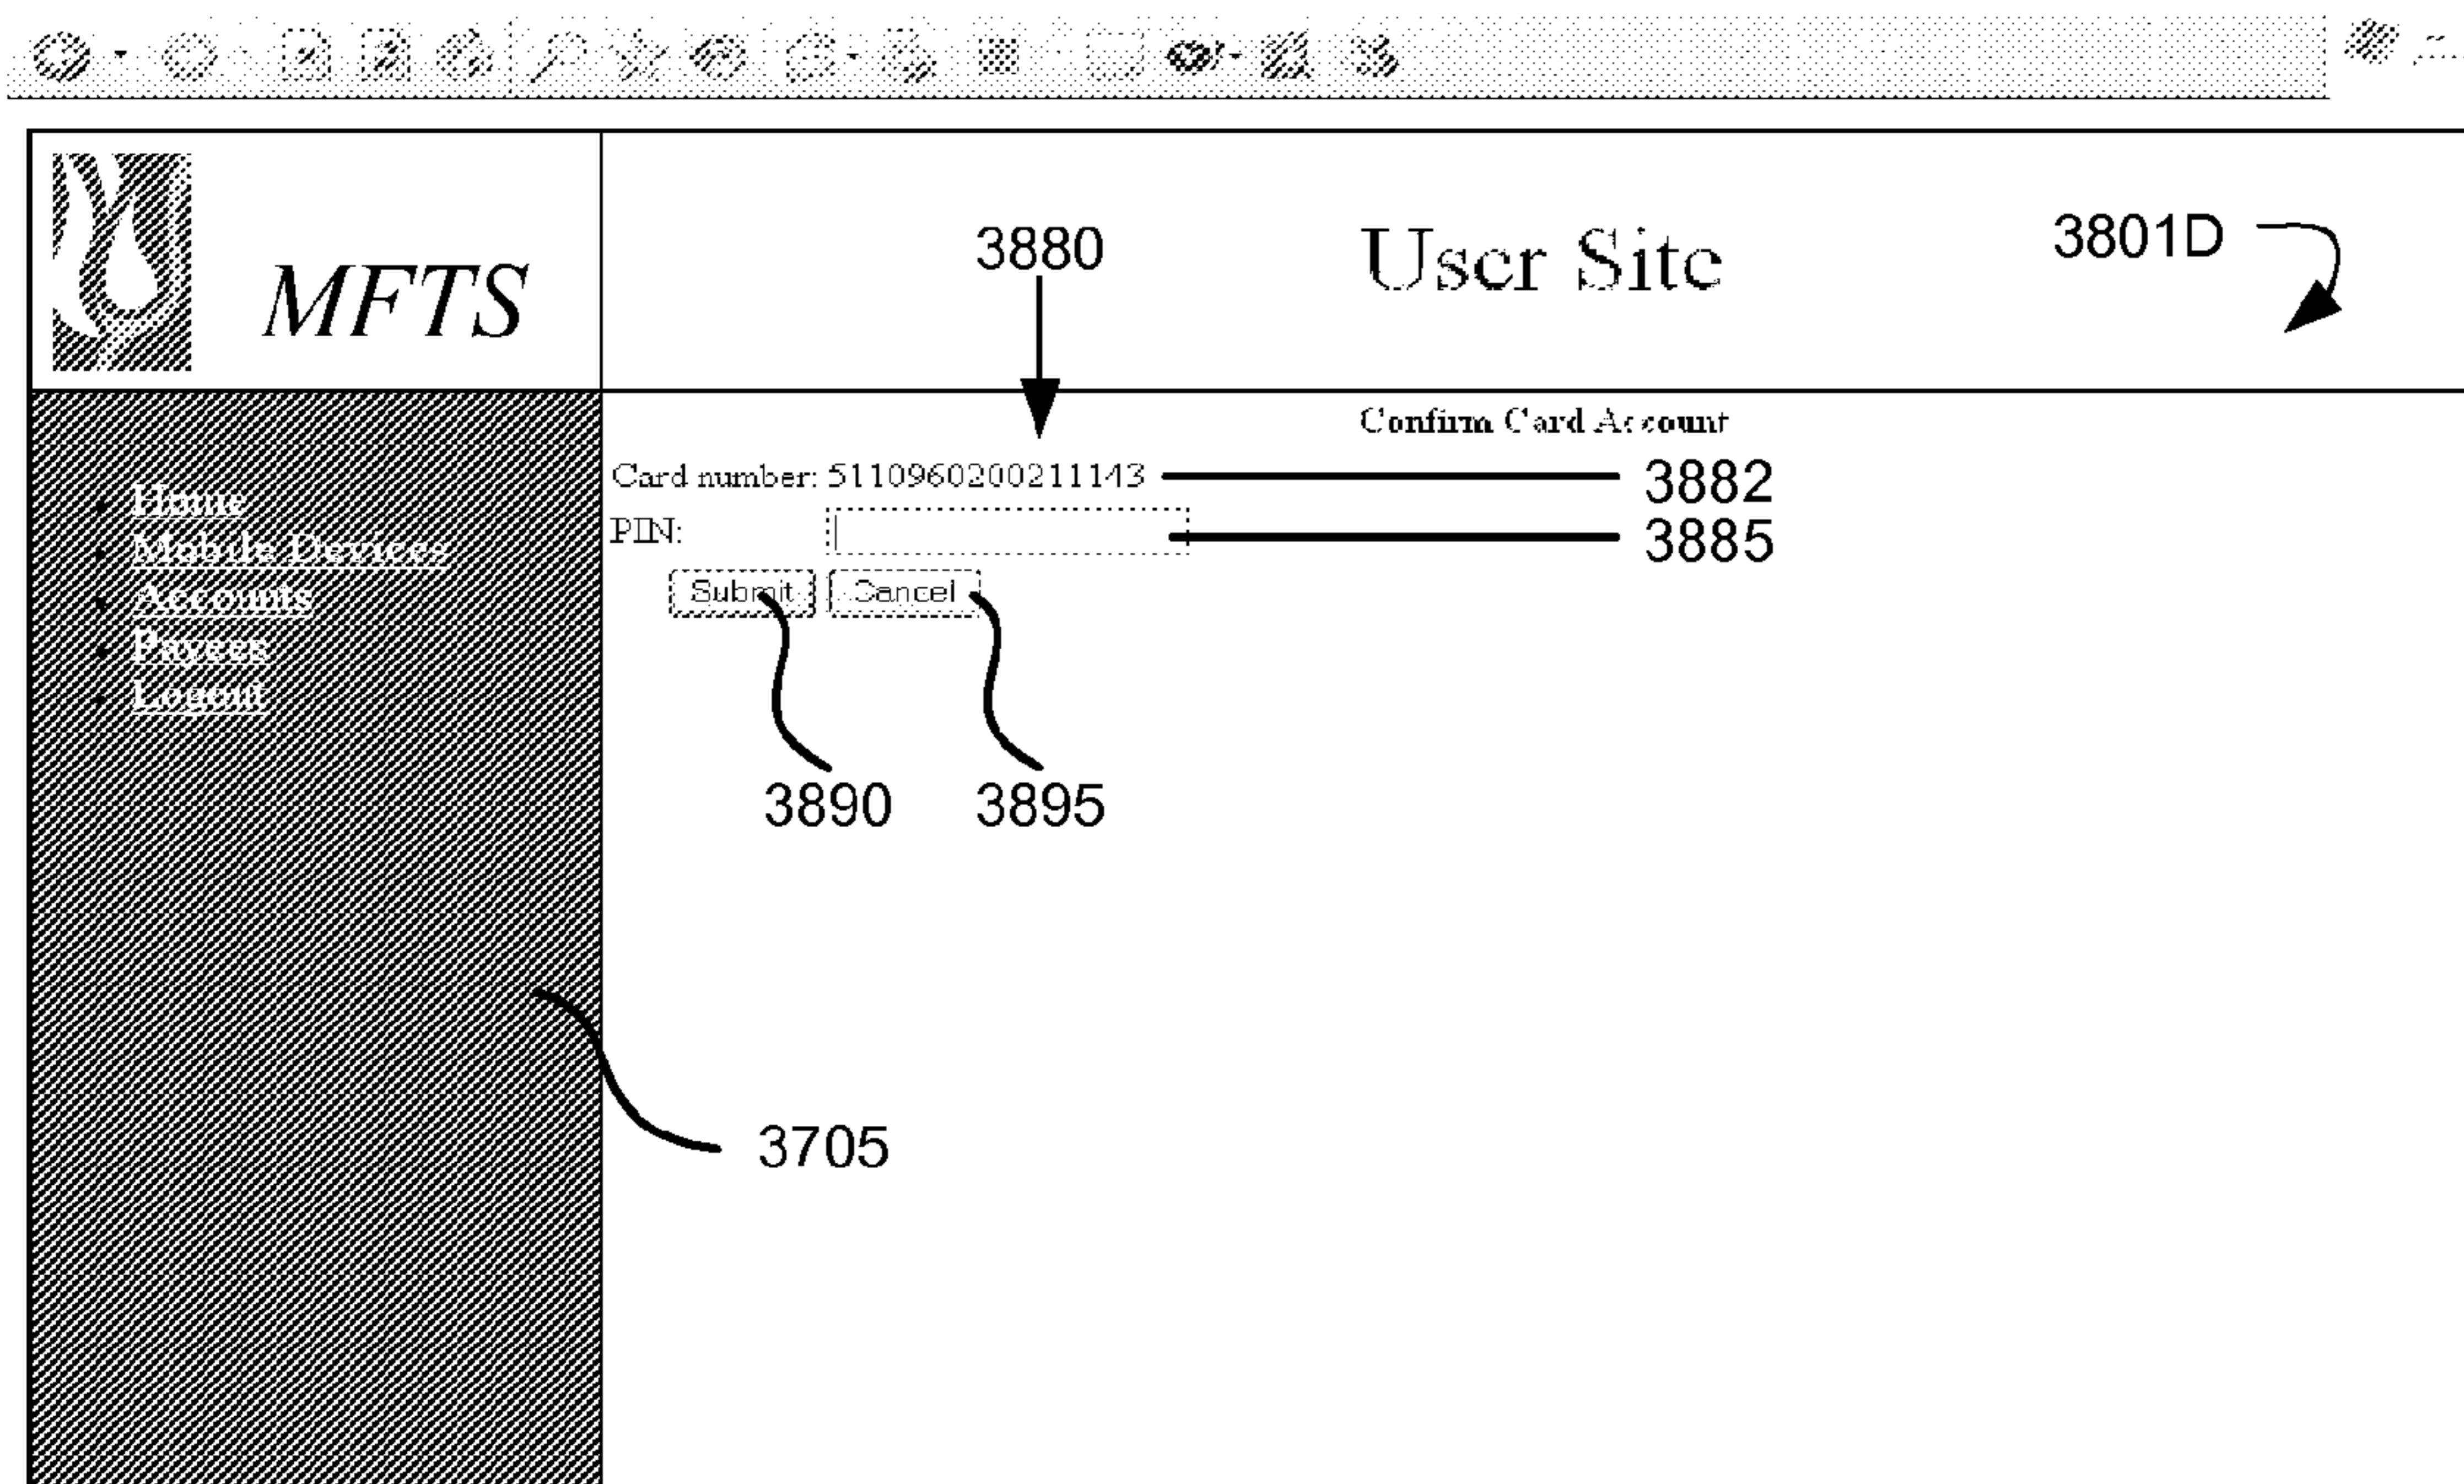 3880
User Site
3801D
MFTS
Confirm Card Account
Card number: 5110960200211143
3882
Home
PIN:
3885
Mobile Devices
Submit Cancel
Accounts
Payees
Logout
3890 3895
3705